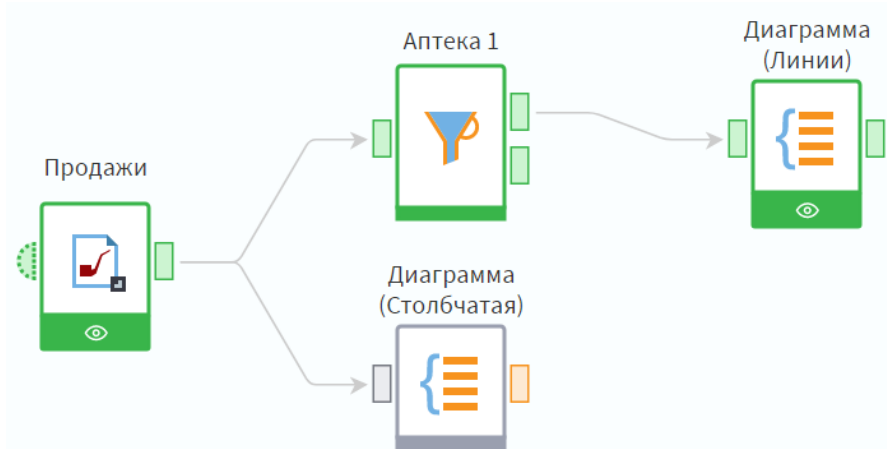 Продажи
Аптека 1
Диаграмма
(Линии)
Диаграмма
(Столбчатая)